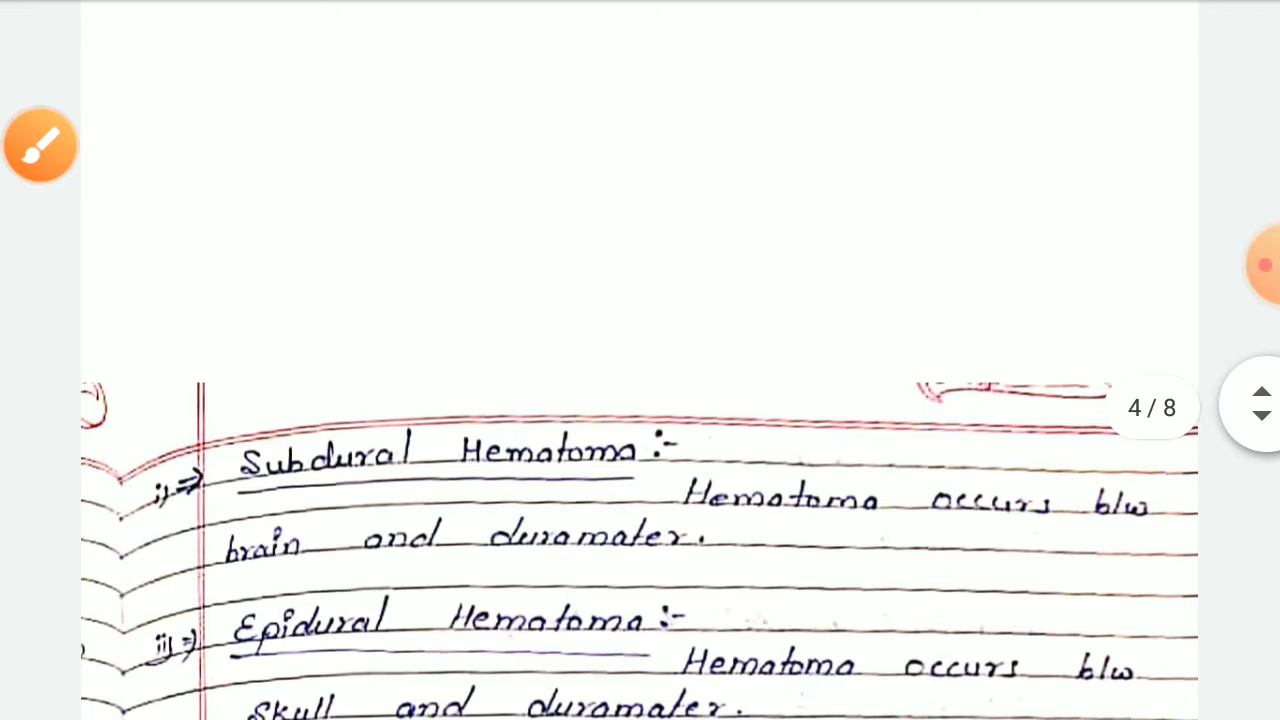 4 / 8
i) ⇒ Subdural Hematoma :-
Hematoma occurs b/w
brain and duramater.
ii) ⇒ Epidural Hematoma :-
Hematoma occurs b/w
skull and duramater.